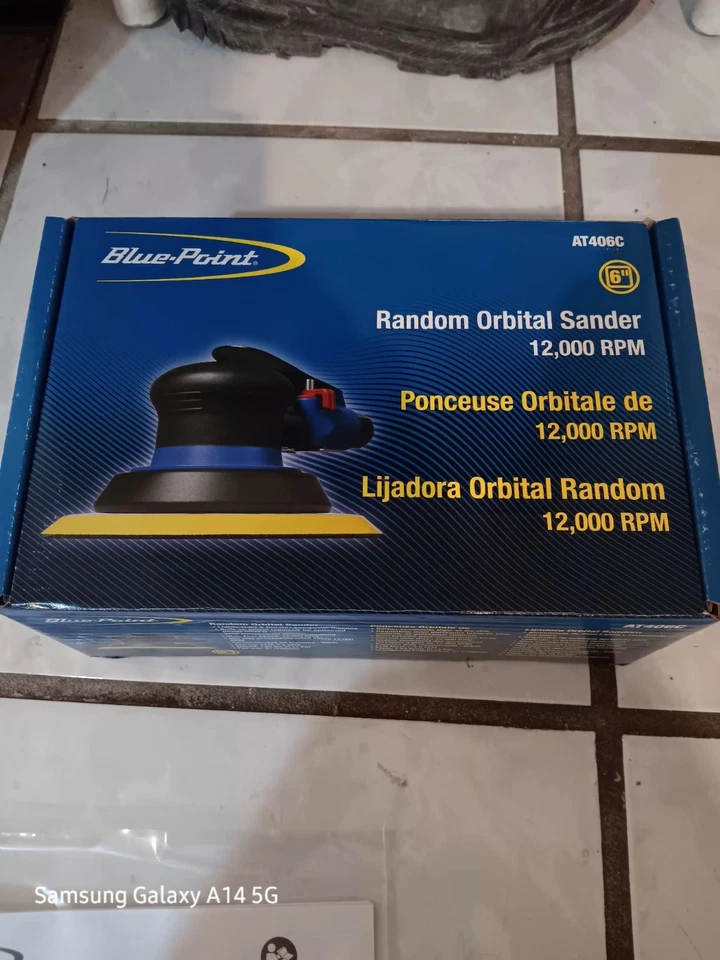 Blue-Point®
AT406C
6"
Random Orbital Sander
12,000 RPM
Ponceuse Orbitale de
12,000 RPM
Lijadora Orbital Random
12,000 RPM
Blue-Point
Random Orbital Sander
AT406C
Samsung Galaxy A14 5G